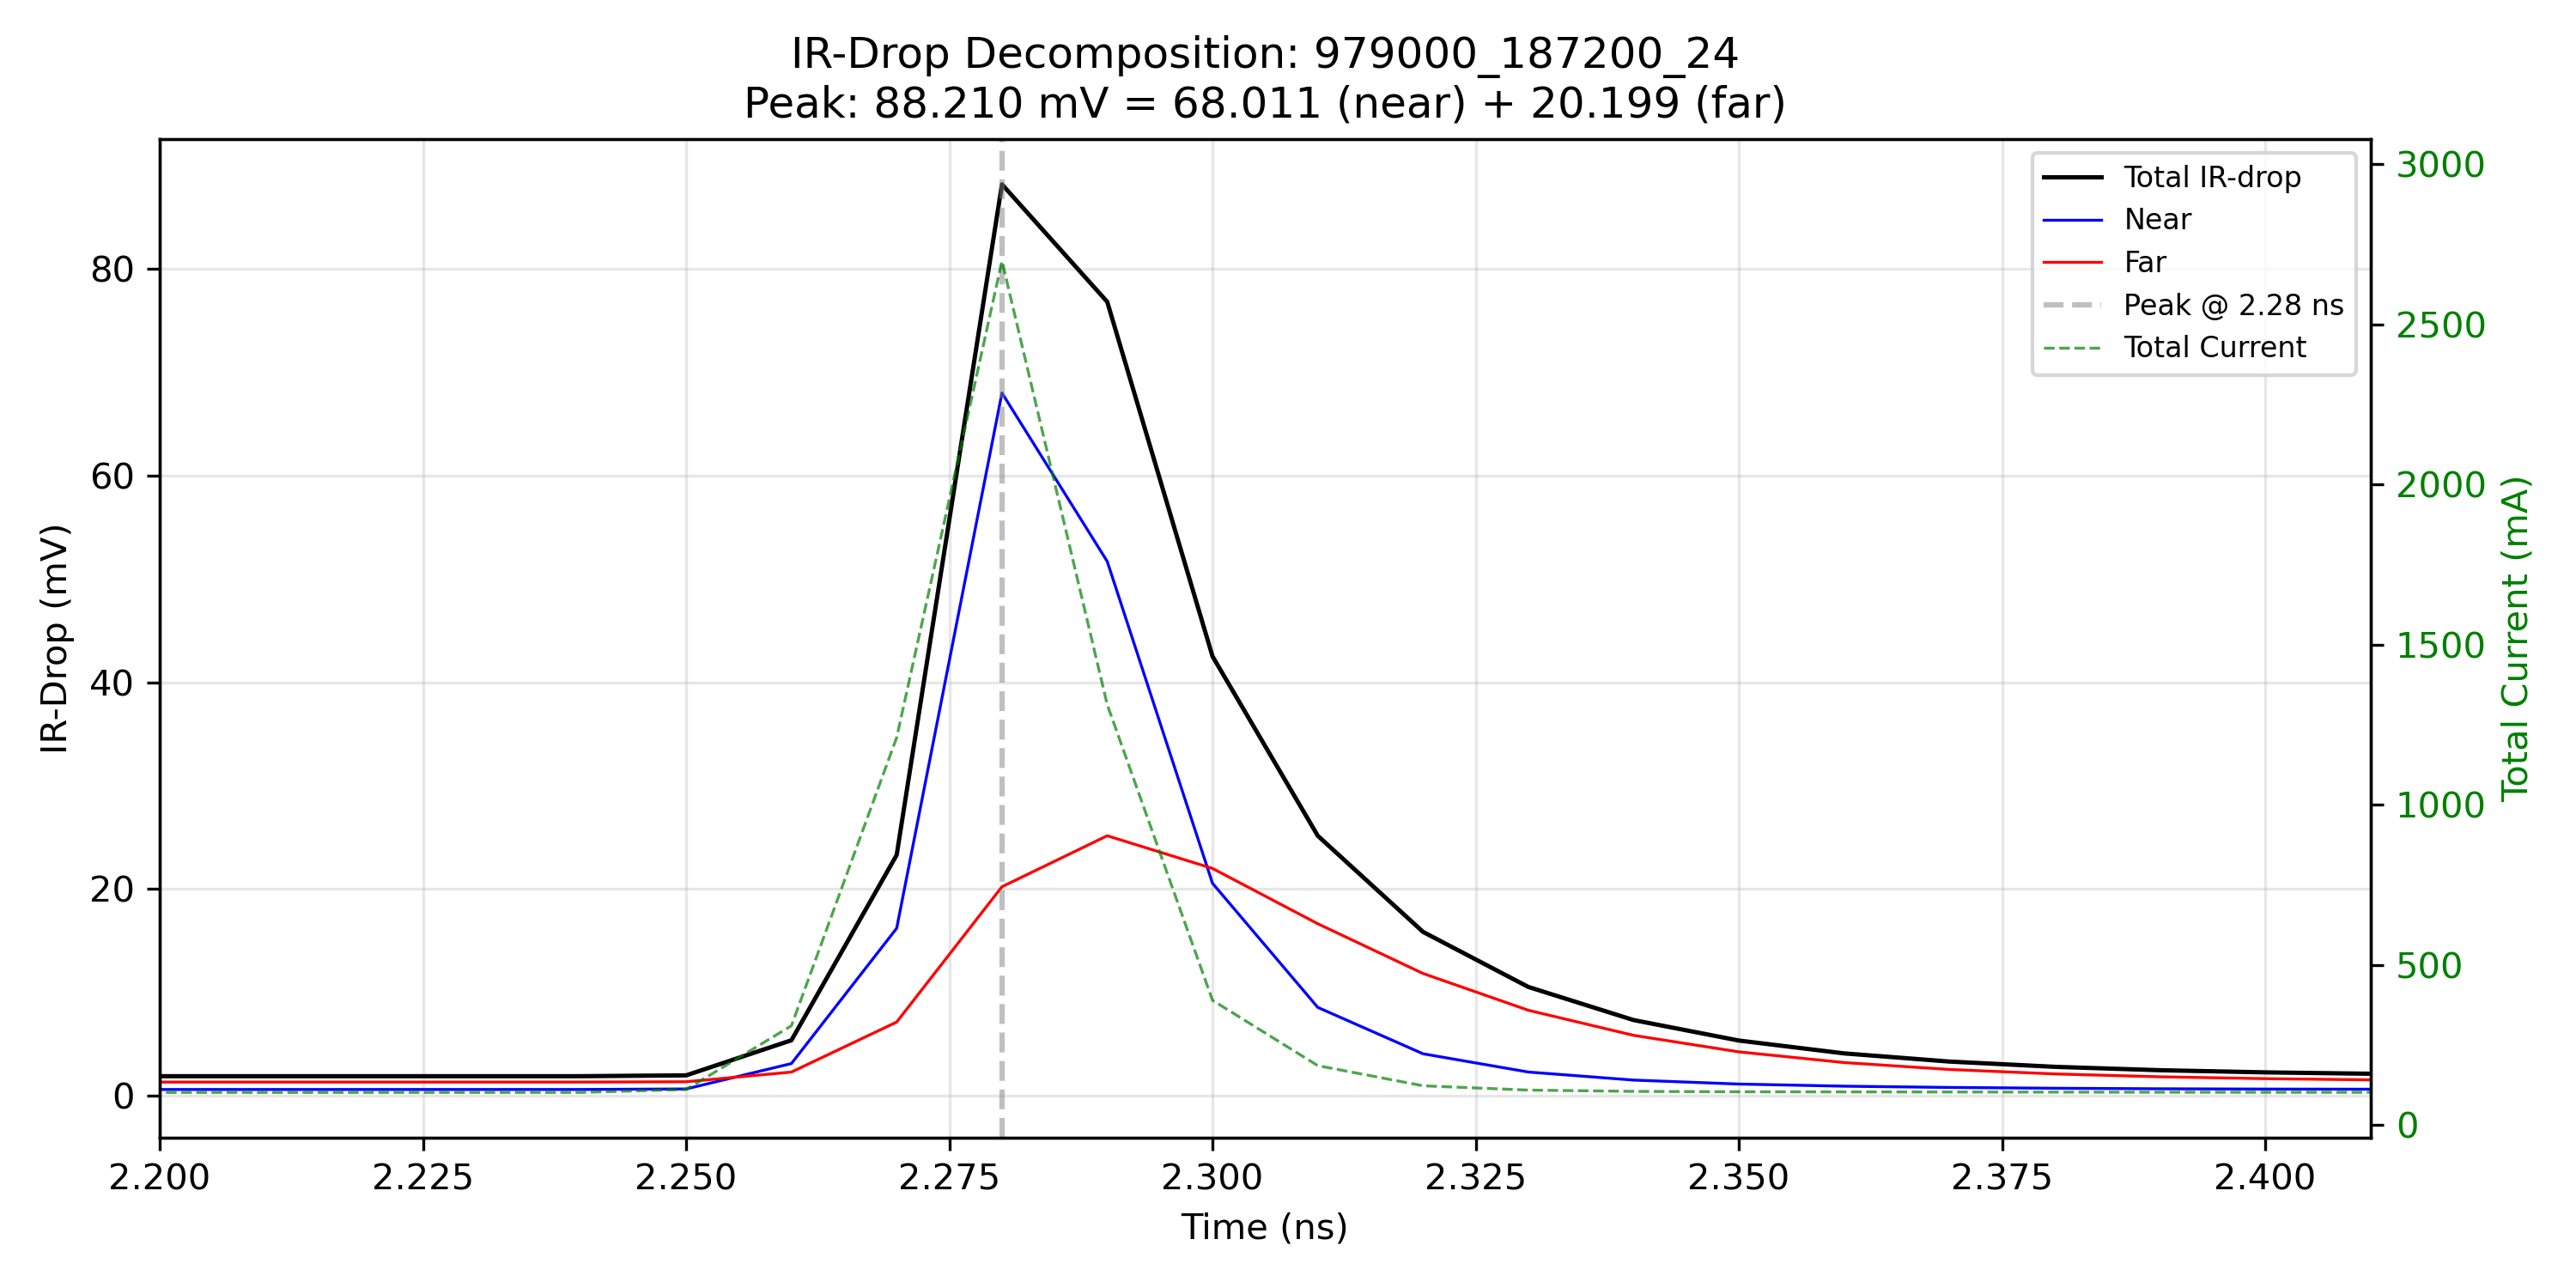 IR-Drop Decomposition: 979000_187200_24
Peak: 88.210 mV = 68.011 (near) + 20.199 (far)
Total IR-drop
Near
Far
Peak @ 2.28 ns
Total Current
IR-Drop (mV)
80
60
40
20
0
3000
2500
2000
1500
1000
500
0
Total Current (mA)
2.200 2.225 2.250 2.275 2.300 2.325 2.350 2.375 2.400
Time (ns)